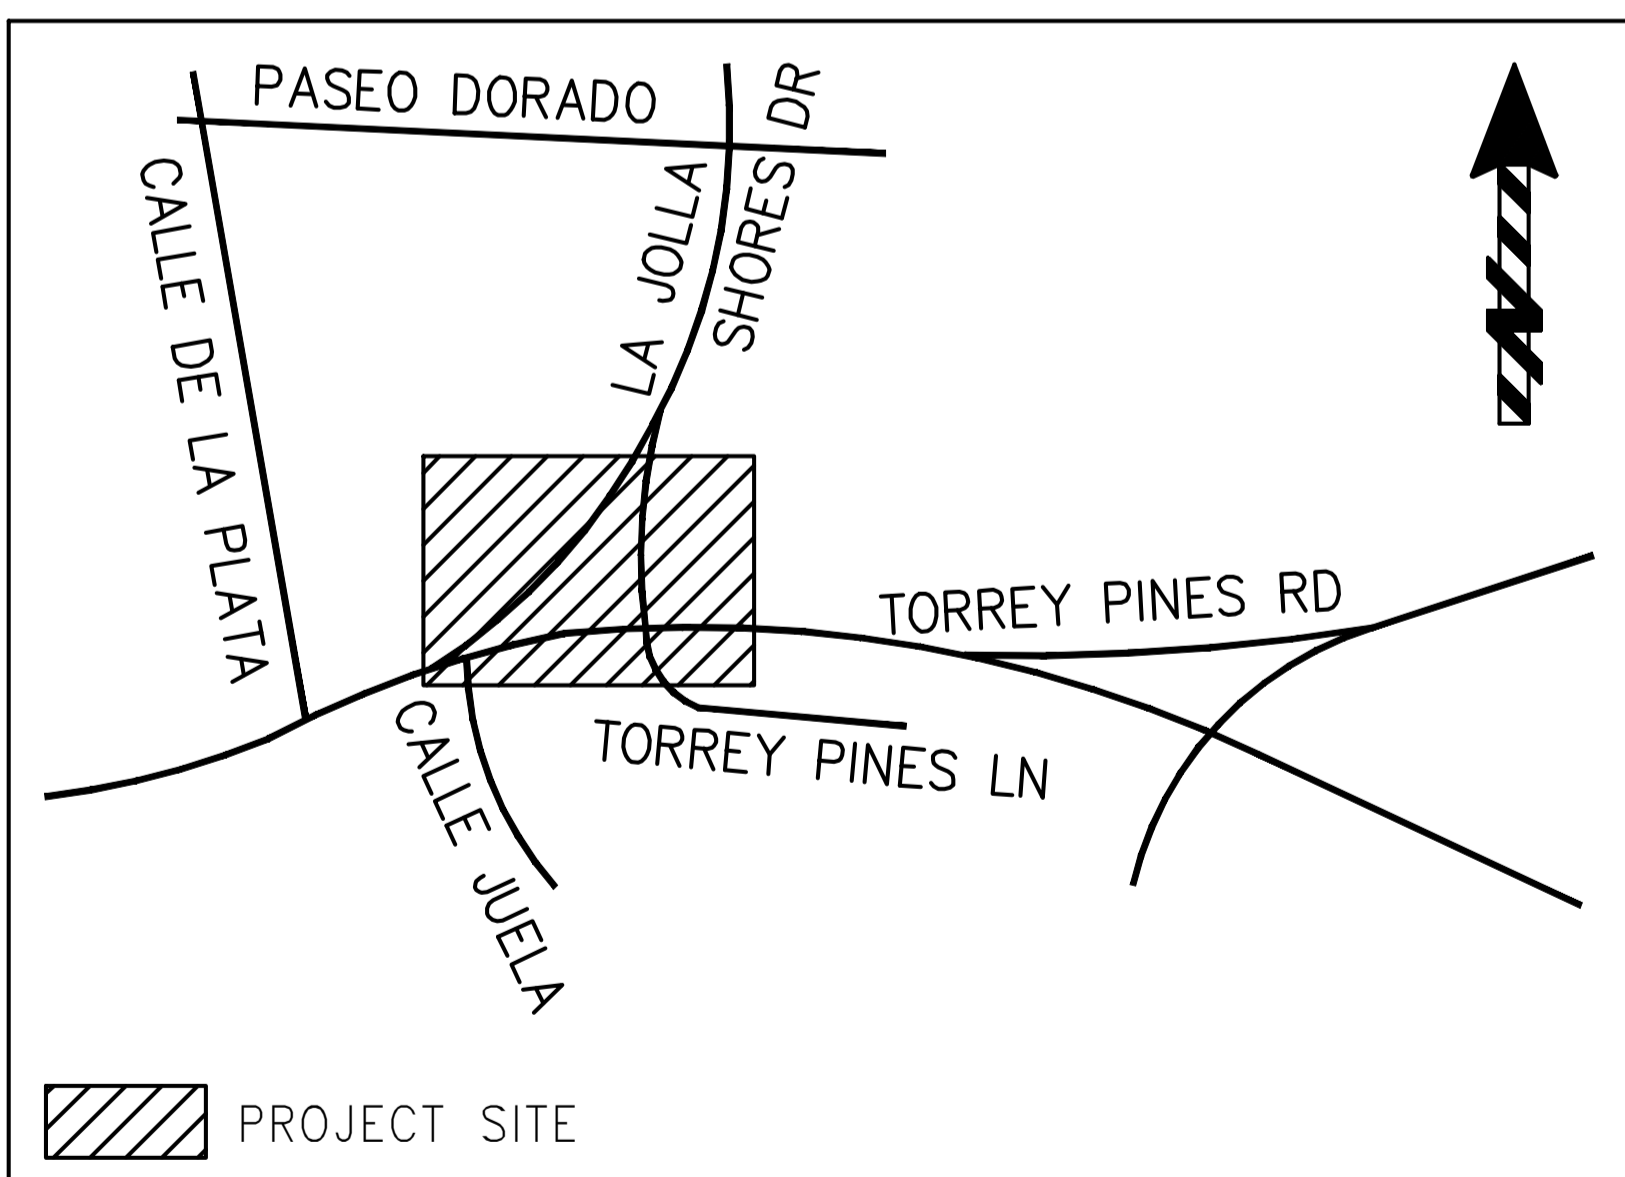 PASEO DORADO
LA JOLLA
SHORES DR
CALLE DE LA PLATA
N
TORREY PINES RD
TORREY PINES LN
CALLE JUELA
PROJECT SITE